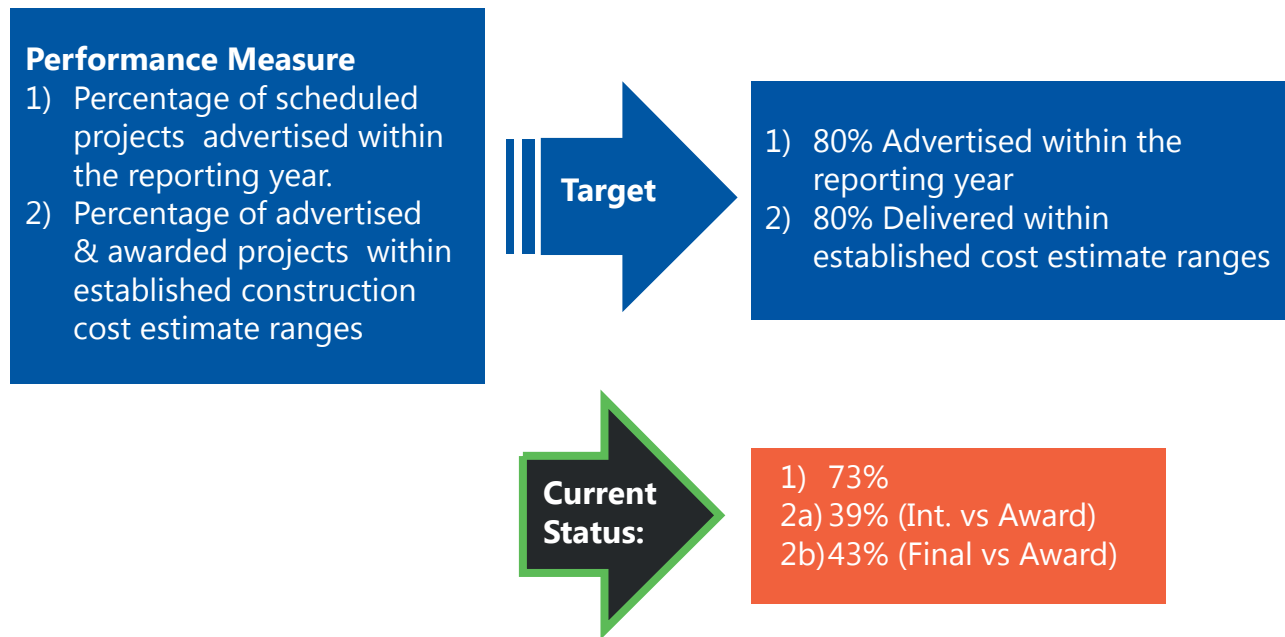 Performance Measure
1) Percentage of scheduled
projects advertised within
the reporting year.
2) Percentage of advertised
& awarded projects within
established construction
cost estimate ranges
Target
1) 80% Advertised within the
reporting year
2) 80% Delivered within
established cost estimate ranges
Current
Status:
1) 73%
2a) 39% (Int. vs Award)
2b) 43% (Final vs Award)